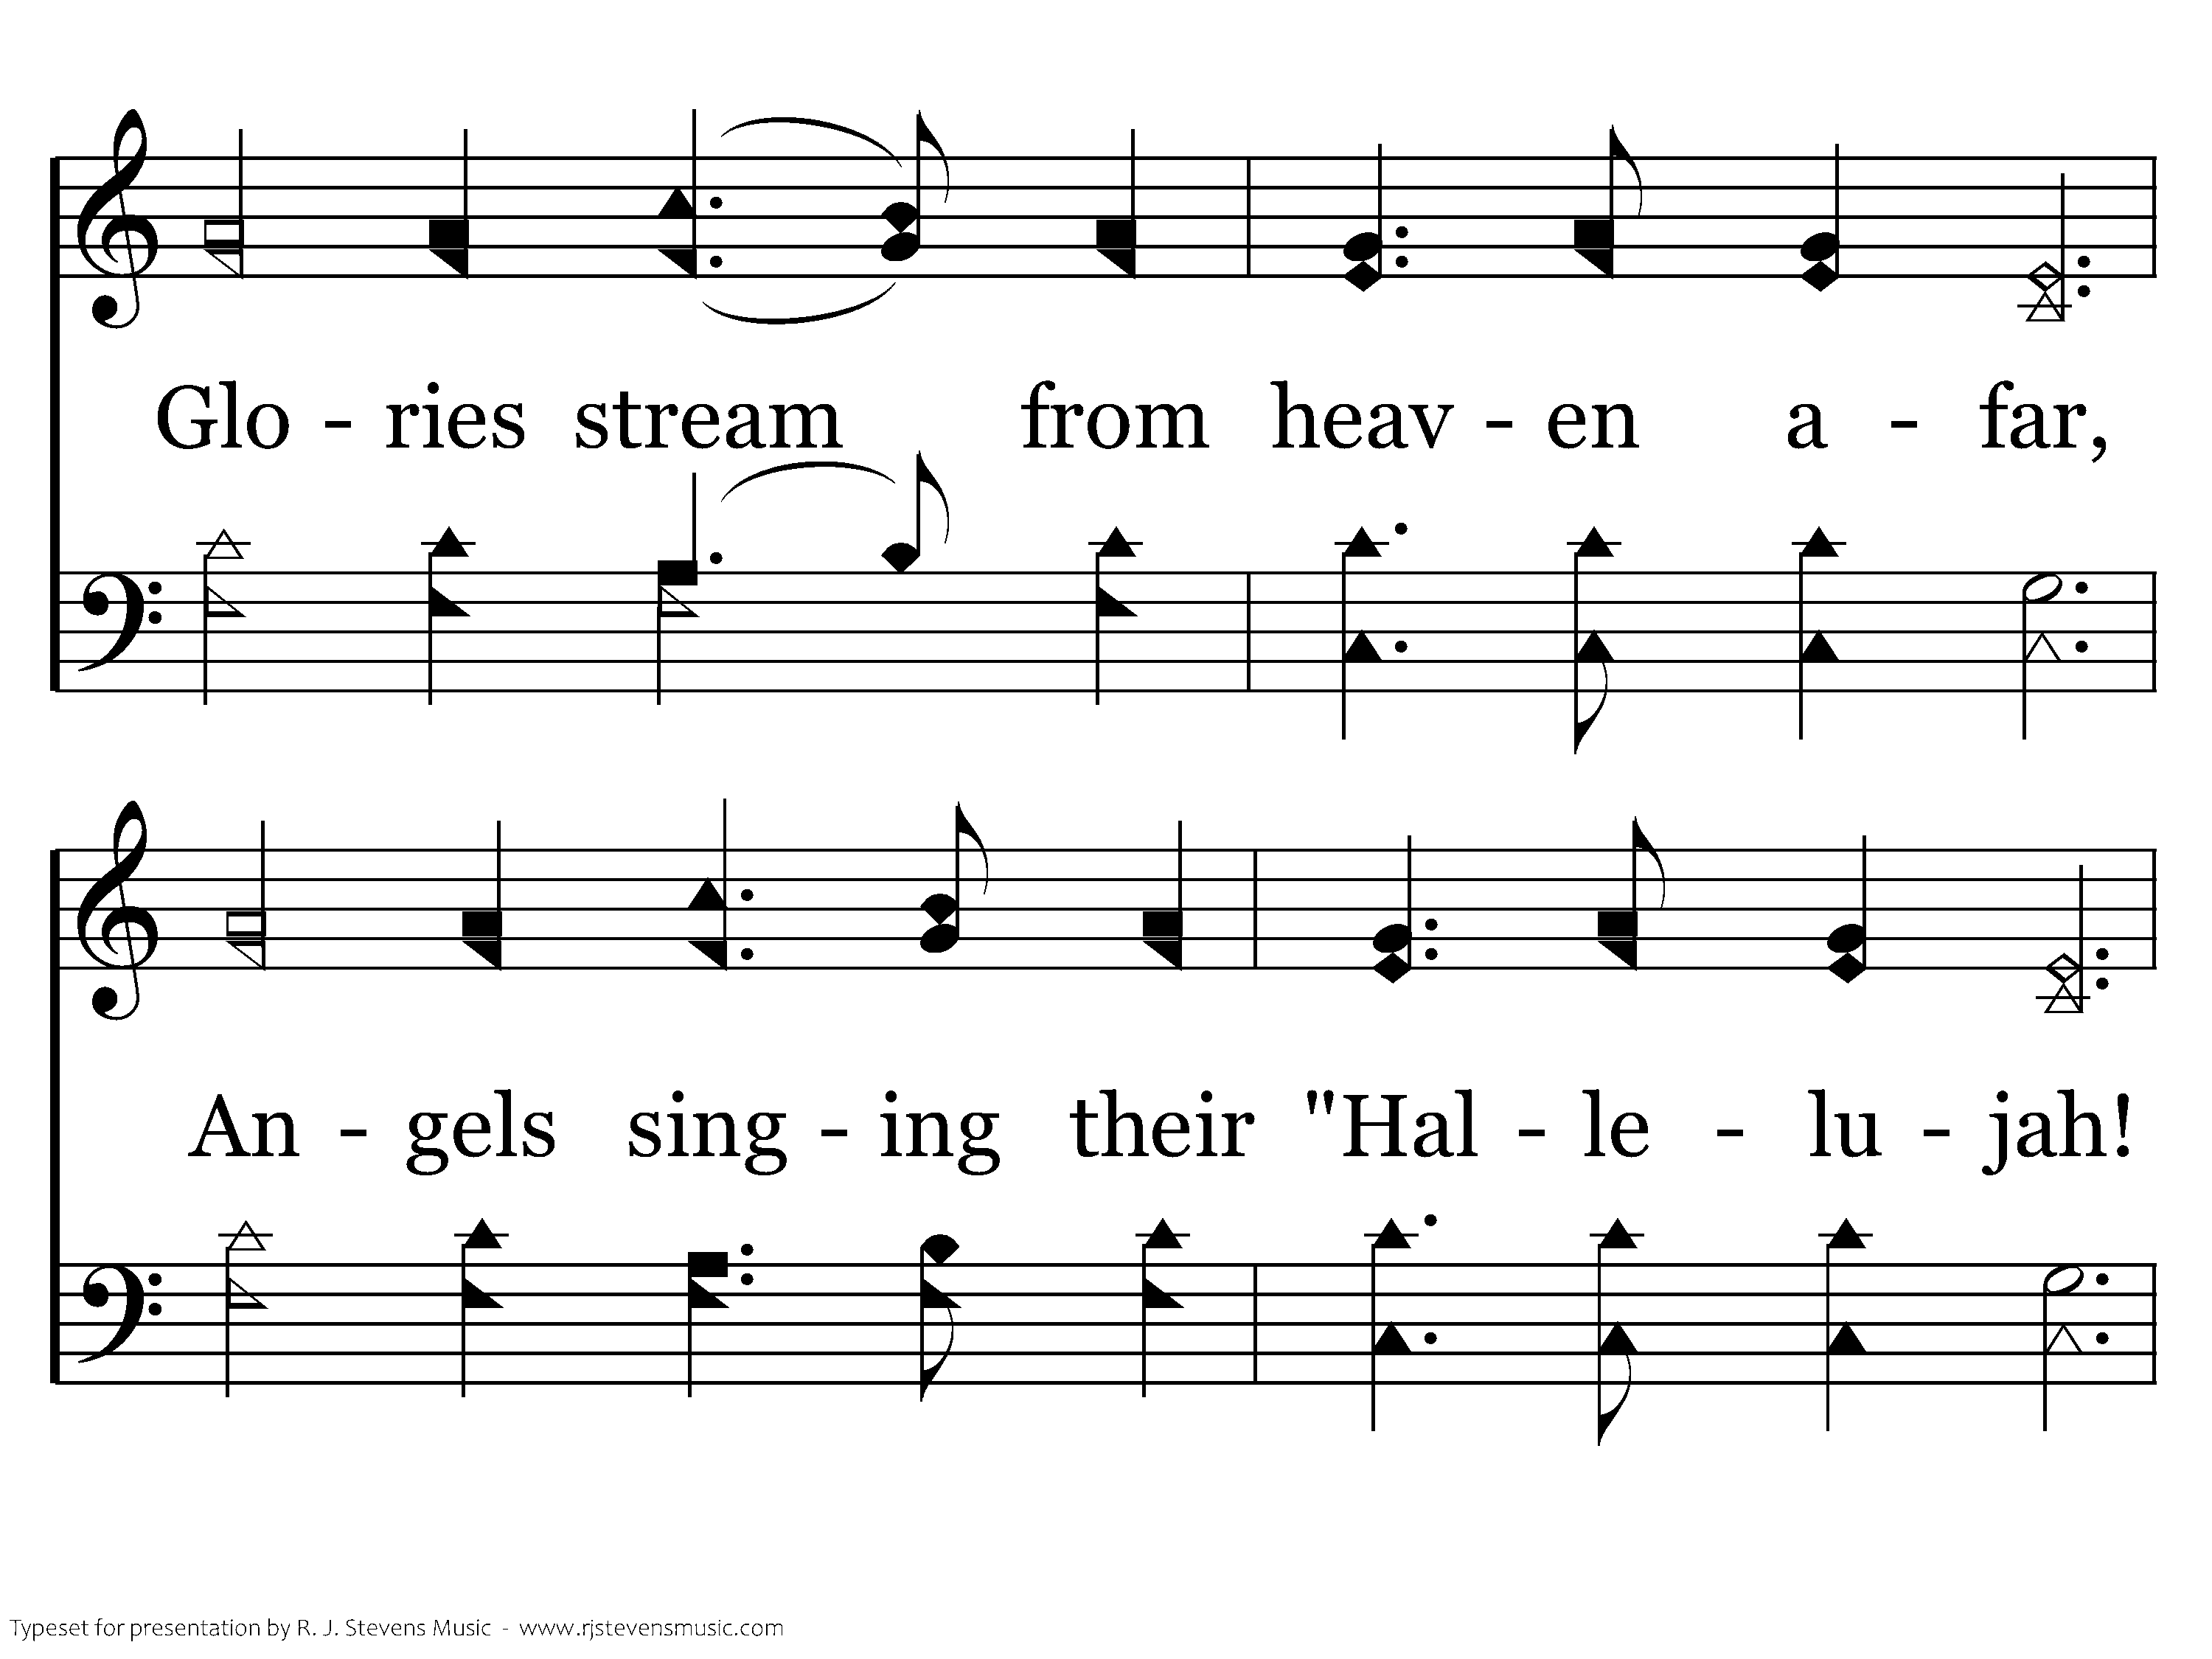 Glo - ries stream from heav - en a - far,
An - gels sing - ing their "Hal - le - lu - jah!
Typeset for presentation by R. J. Stevens Music - www.rjstevensmusic.com